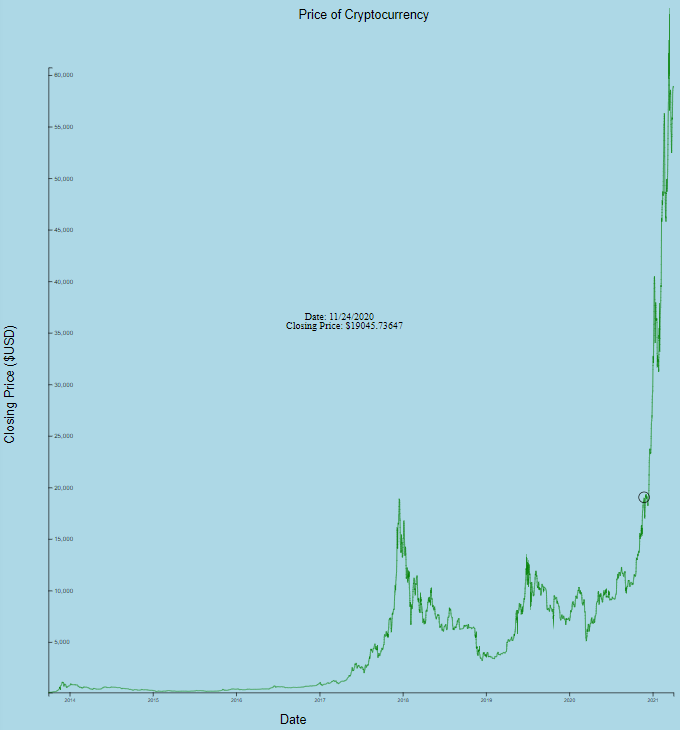 Price of Cryptocurrency
60,000
55,000
50,000
45,000
40,000
Date: 11/24/2020
Closing Price: $19045.73647
35,000
30,000
25,000
20,000
15,000
10,000
5,000
Closing Price ($USD)
2014 2015 2016 2017 2018 2019 2020 2021
Date